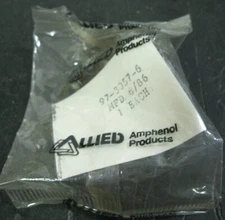 Amphenol
Products
97-3057-6
MFD 6/86
1 EACH
ALLIED Amphenol
Products